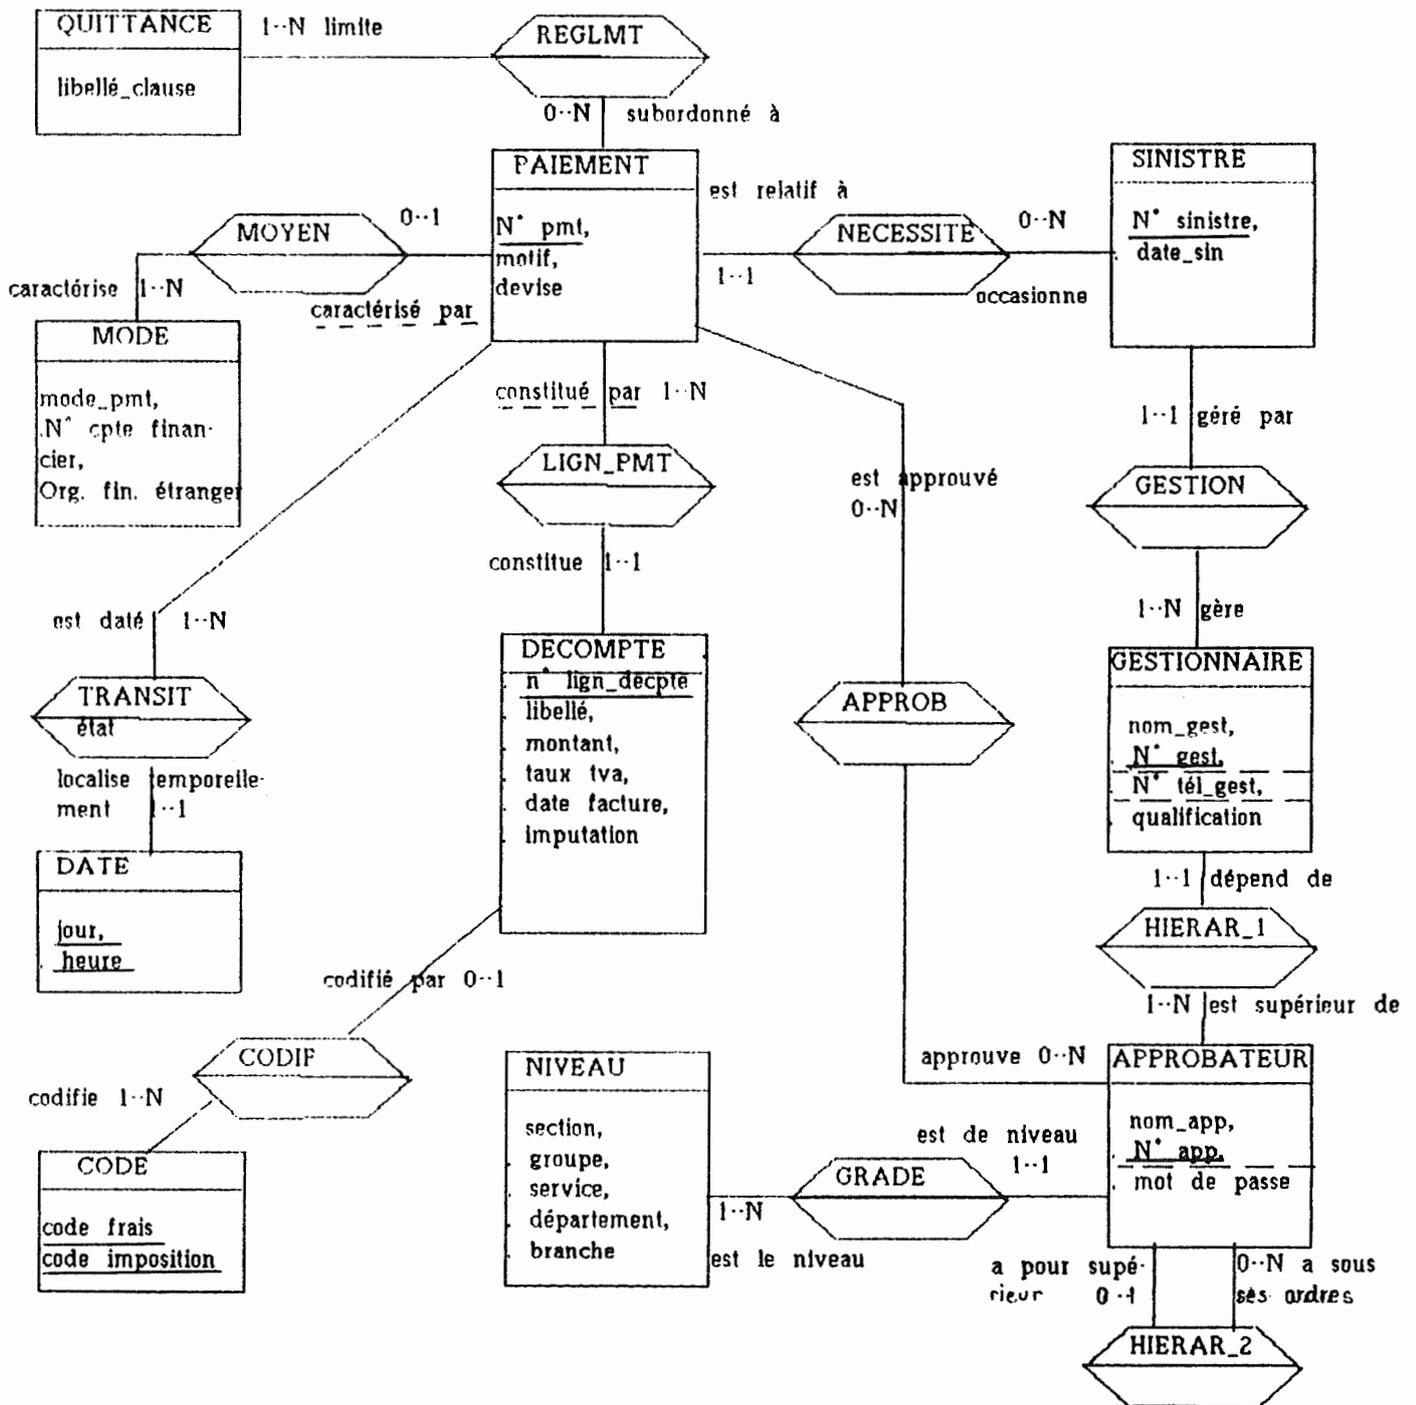 QUITTANCE
libellé_clause
1··N limite
REGLMT
0··N subordonné à
PAIEMENT
N° pmt,
motif,
devise
est relatif à
1··1
NECESSITE
0··N
occasionne
SINISTRE
N° sinistre,
date_sin
MOYEN
0··1
caractérisé par
caractérise 1··N
MODE
mode_pmt,
N° cpte finan-
cier,
Org. fin. étranger
constitué par 1··N
LIGN_PMT
constitue 1··1
est approuvé
0··N
1··1 géré par
GESTION
1··N gère
est daté 1··N
TRANSIT
état
localise temporelle-
ment 1··1
DATE
jour,
heure
DECOMPTE
n° lign_decpte
libellé,
montant,
taux tva,
date facture,
imputation
APPROB
GESTIONNAIRE
nom_gest,
N° gest,
N° tél_gest,
qualification
1··1 dépend de
HIERAR_1
1··N est supérieur de
codifié par 0··1
CODIF
codifie 1··N
CODE
code frais
code imposition
NIVEAU
section,
groupe,
service,
département,
branche
1··N
est le niveau
GRADE
est de niveau
1··1
approuve 0··N
APPROBATEUR
nom_app,
N° app,
mot de passe
a pour supé-
rieur 0··1
0··N a sous
ses ordres
HIERAR_2